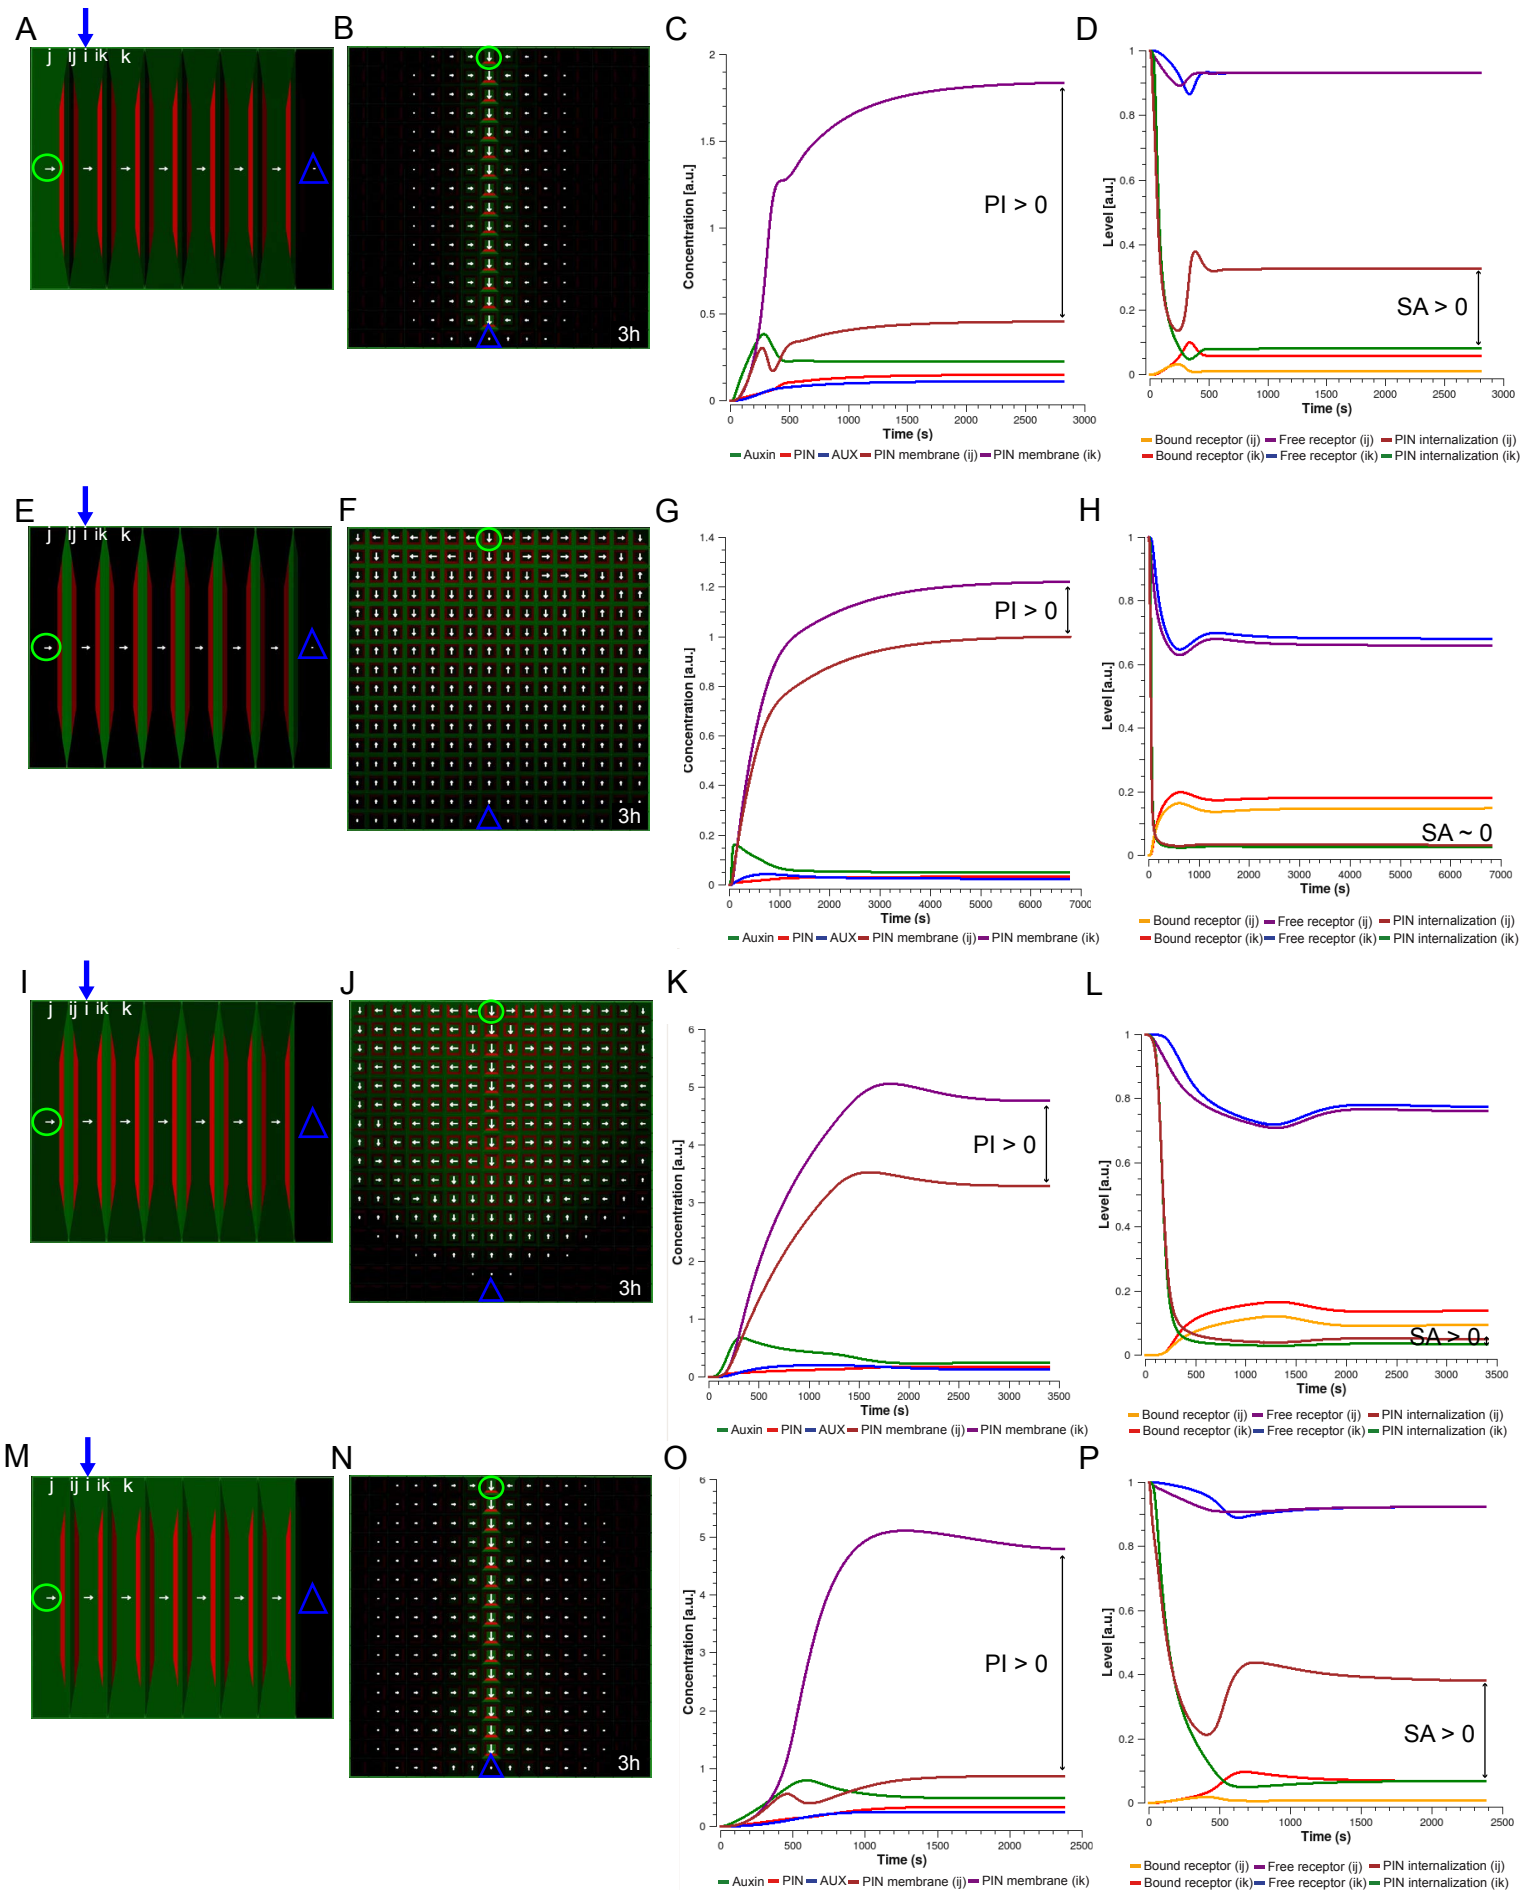 A
j ij i ik k
B
3h
C
2
1.5
1
0.5
0
Concentration [a.u.]
PI > 0
0 500 1000 1500 2000 2500 3000
Time (s)
Auxin PIN AUX PIN membrane (ij) PIN membrane (ik)
D
1
0.8
0.6
0.4
0.2
0
Level [a.u.]
SA > 0
0 500 1000 1500 2000 2500 3000
Time (s)
Bound receptor (ij) Free receptor (ij) PIN internalization (ij)
Bound receptor (ik) Free receptor (ik) PIN internalization (ik)
E
j ij i ik k
F
3h
G
1.4
1.2
1
0.8
0.6
0.4
0.2
0
Concentration [a.u.]
PI > 0
0 1000 2000 3000 4000 5000 6000 7000
Time (s)
Auxin PIN AUX PIN membrane (ij) PIN membrane (ik)
H
1
0.8
0.6
0.4
0.2
0
Level [a.u.]
SA ~ 0
0 1000 2000 3000 4000 5000 6000 7000
Time (s)
Bound receptor (ij) Free receptor (ij) PIN internalization (ij)
Bound receptor (ik) Free receptor (ik) PIN internalization (ik)
I
j ij i ik k
J
3h
K
6
5
4
3
2
1
0
Concentration [a.u.]
PI > 0
0 500 1000 1500 2000 2500 3000 3500
Time (s)
Auxin PIN AUX PIN membrane (ij) PIN membrane (ik)
L
1
0.8
0.6
0.4
0.2
0
Level [a.u.]
SA > 0
0 500 1000 1500 2000 2500 3000 3500
Time (s)
Bound receptor (ij) Free receptor (ij) PIN internalization (ij)
Bound receptor (ik) Free receptor (ik) PIN internalization (ik)
M
j ij i ik k
N
3h
O
6
5
4
3
2
1
0
Concentration [a.u.]
PI > 0
0 500 1000 1500 2000 2500
Time (s)
Auxin PIN AUX PIN membrane (ij) PIN membrane (ik)
P
1
0.8
0.6
0.4
0.2
0
Level [a.u.]
SA > 0
0 500 1000 1500 2000 2500
Time (s)
Bound receptor (ij) Free receptor (ij) PIN internalization (ij)
Bound receptor (ik) Free receptor (ik) PIN internalization (ik)